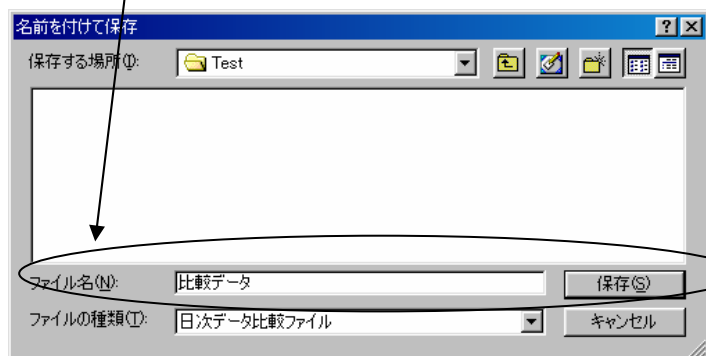 名前を付けて保存
保存する場所(I): Test
ファイル名(N): 比較データ 保存(S)
ファイルの種類(T): 日次データ比較ファイル キャンセル